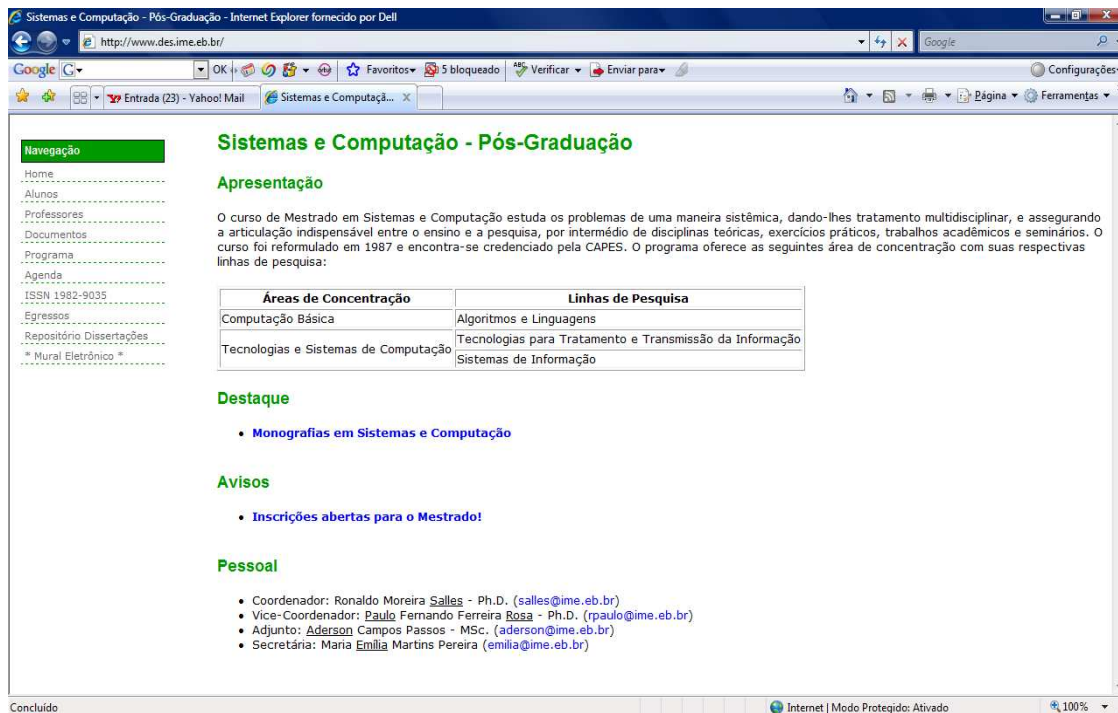 Sistemas e Computação - Pós-Graduação - Internet Explorer fornecido por Dell
http://www.des.ime.eb.br/
Google
Google G
OK
Favoritos
5 bloqueado
ABC Verificar
Enviar para
Configurações
Entrada (23) - Yahoo! Mail
Sistemas e Computaçã...
Página
Ferramentas
Navegação
Home
Alunos
Professores
Documentos
Programa
Agenda
ISSN 1982-9035
Egressos
Repositório Dissertações
* Mural Eletrônico *
Sistemas e Computação - Pós-Graduação
Apresentação
O curso de Mestrado em Sistemas e Computação estuda os problemas de uma maneira sistêmica, dando-lhes tratamento multidisciplinar, e assegurando
a articulação indispensável entre o ensino e a pesquisa, por intermédio de disciplinas teóricas, exercícios práticos, trabalhos acadêmicos e seminários. O
curso foi reformulado em 1987 e encontra-se credenciado pela CAPES. O programa oferece as seguintes área de concentração com suas respectivas
linhas de pesquisa:
Áreas de Concentração Linhas de Pesquisa
Computação Básica Algoritmos e Linguagens
Tecnologias e Sistemas de Computação Tecnologias para Tratamento e Transmissão da Informação
Sistemas de Informação
Destaque
Monografias em Sistemas e Computação
Avisos
Inscrições abertas para o Mestrado!
Pessoal
Coordenador: Ronaldo Moreira Salles - Ph.D. (salles@ime.eb.br)
Vice-Coordenador: Paulo Fernando Ferreira Rosa - Ph.D. (rpaulo@ime.eb.br)
Adjunto: Aderson Campos Passos - MSc. (aderson@ime.eb.br)
Secretária: Maria Emília Martins Pereira (emilia@ime.eb.br)
Concluído
Internet | Modo Protegido: Ativado
100%